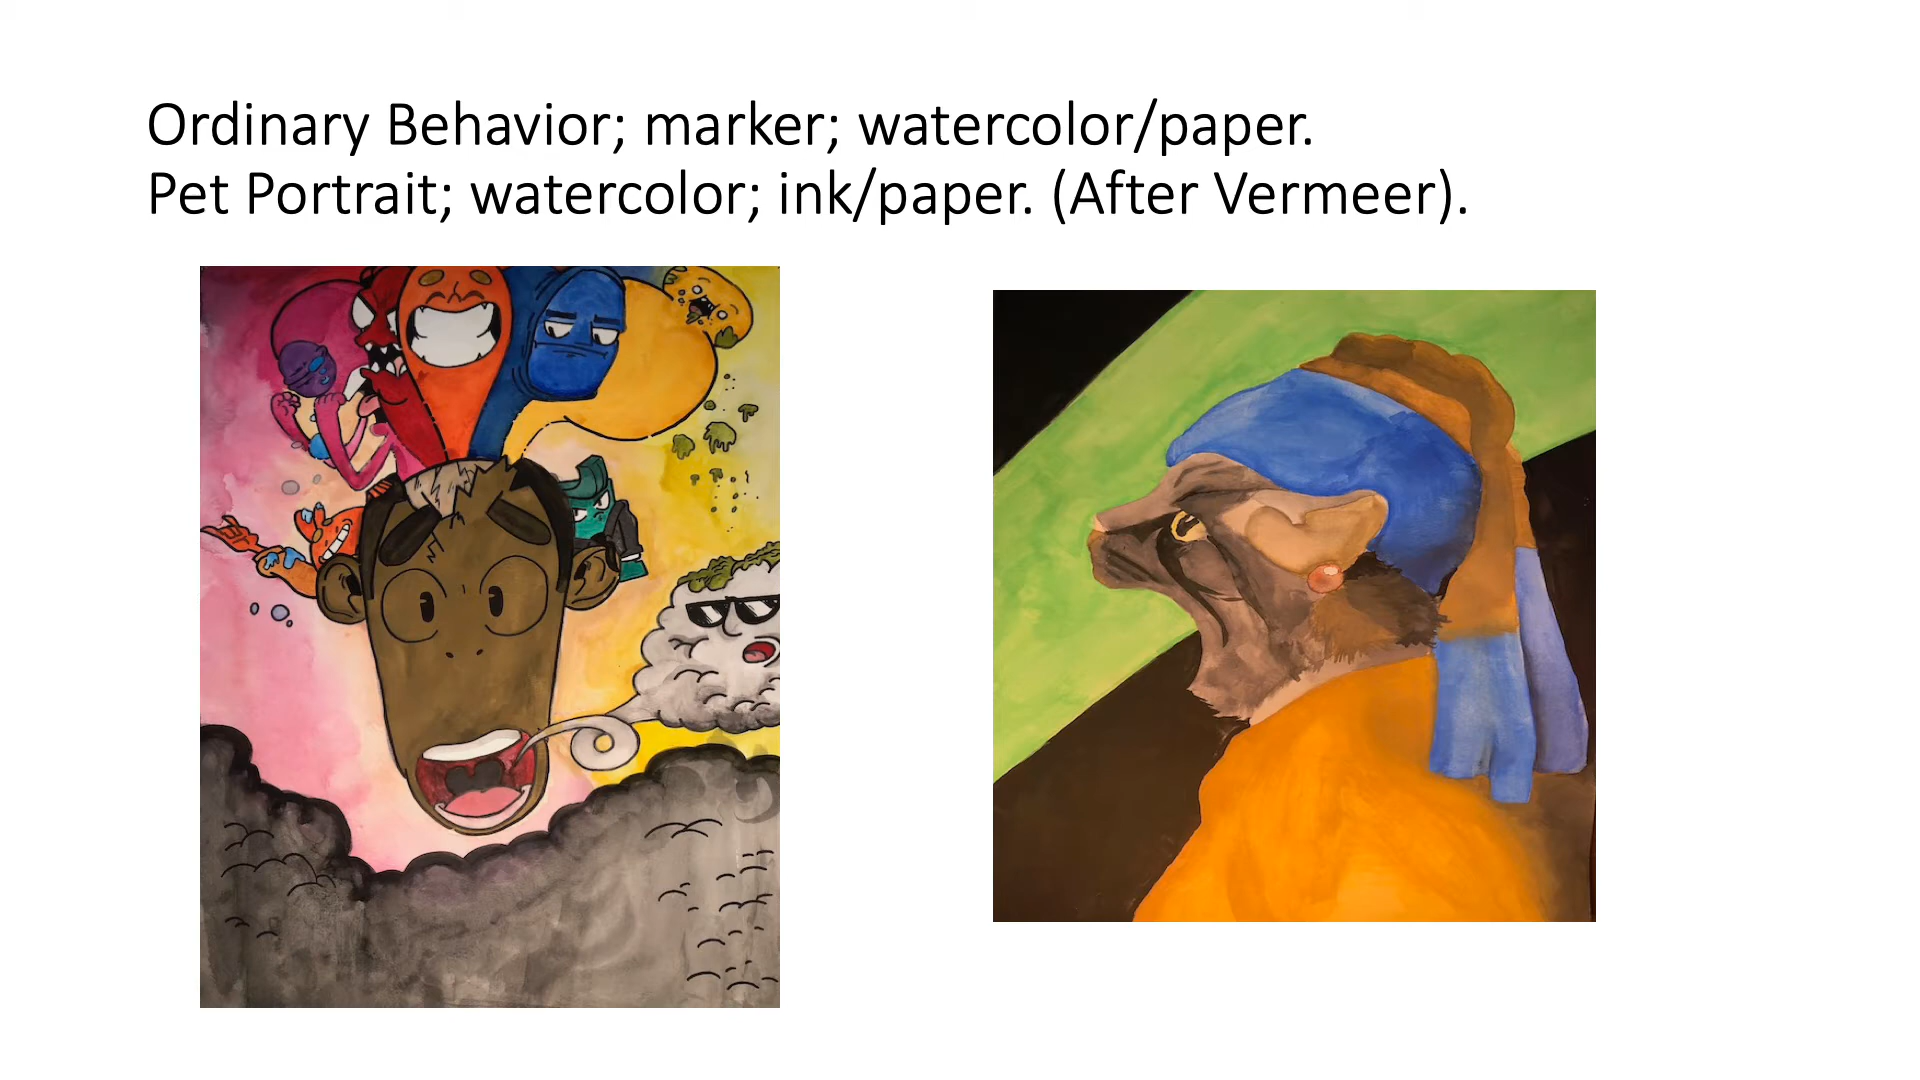 Ordinary Behavior; marker; watercolor/paper.
Pet Portrait; watercolor; ink/paper. (After Vermeer).